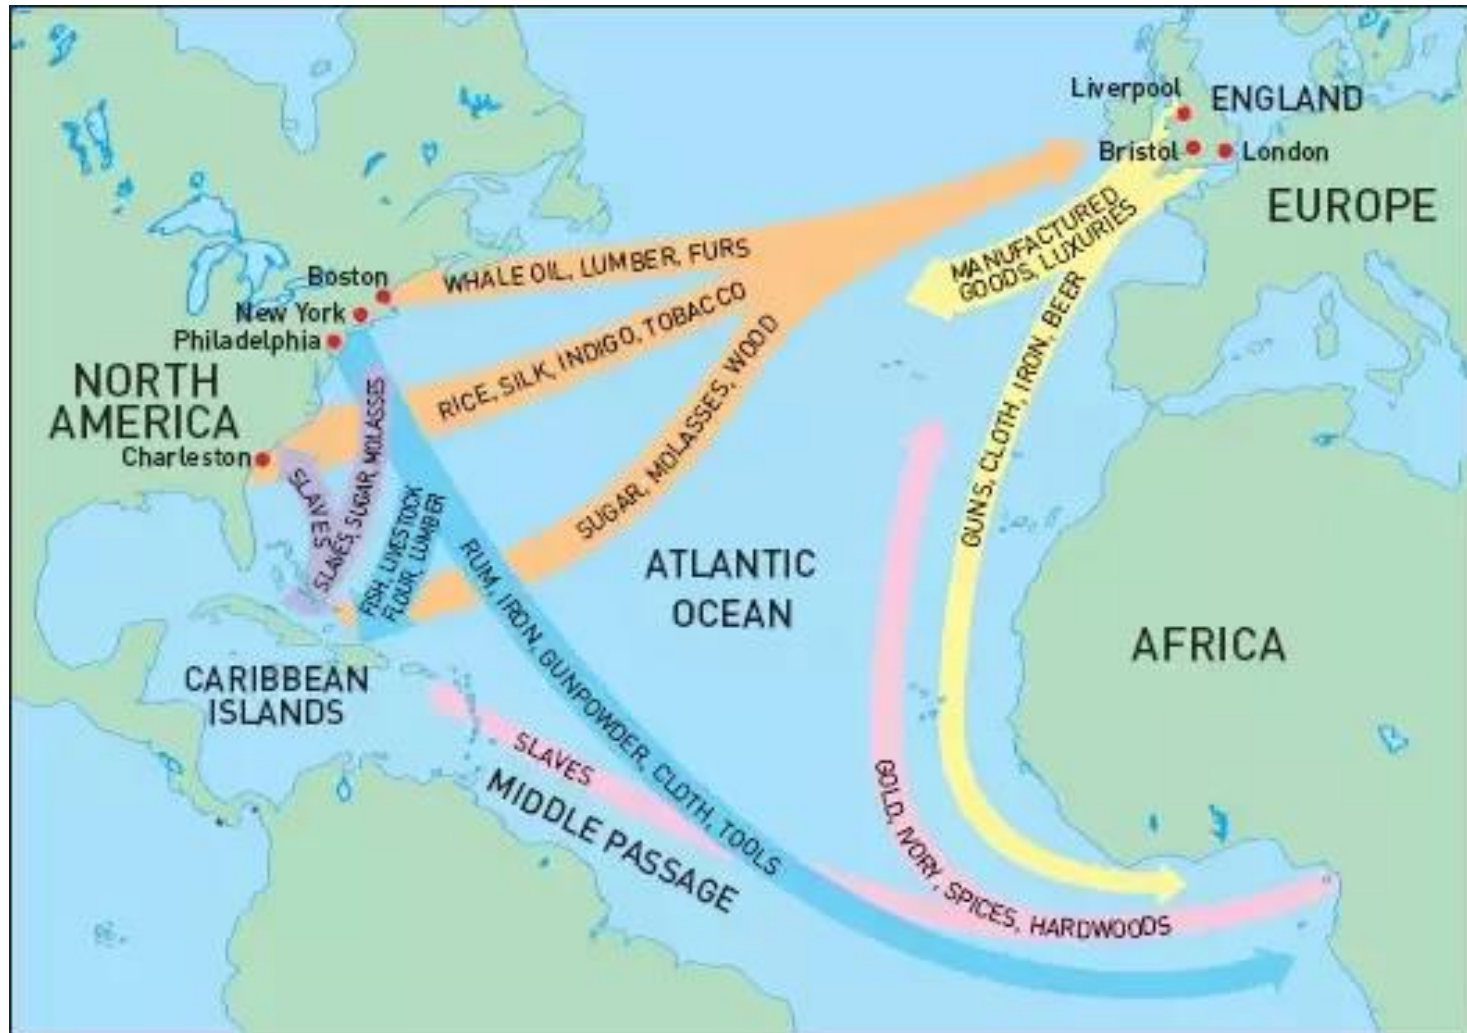 Liverpool
ENGLAND
Bristol
London
EUROPE
MANUFACTURED
GOODS, LUXURIES
WHALE OIL, LUMBER, FURS
Boston
New York
Philadelphia
RICE, SILK, INDIGO, TOBACCO
NORTH
AMERICA
Charleston
SLAVES
SLAVES, SUGAR, MOLASSES
FISH, LIVESTOCK
FLOUR, LUMBER
SUGAR, MOLASSES, WOOD
GUNS, CLOTH, IRON, BEER
ATLANTIC
OCEAN
AFRICA
CARIBBEAN
ISLANDS
RUM, IRON, GUNPOWDER, CLOTH, TOOLS
SLAVES
MIDDLE PASSAGE
GOLD, IVORY, SPICES, HARDWOODS